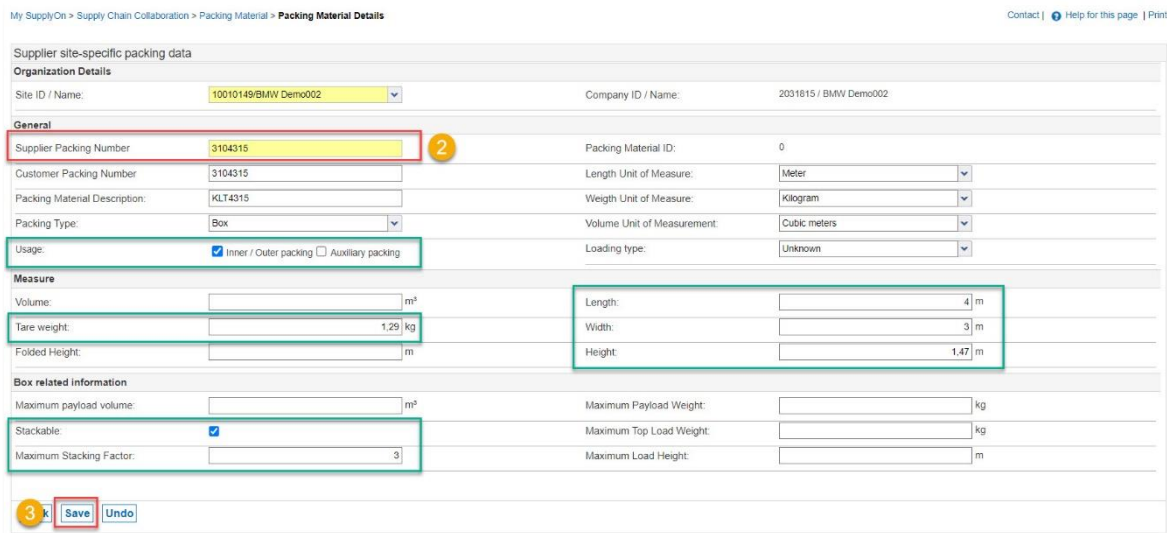 My SupplyOn > Supply Chain Collaboration > Packing Material > Packing Material Details
Contact | Help for this page | Print
Supplier site-specific packing data
Organization Details
Site ID / Name: 10010149/BMW Demo002 Company ID / Name: 2031815 / BMW Demo002
General
Supplier Packing Number 3104315 2 Packing Material ID: 0
Customer Packing Number 3104315 Length Unit of Measure: Meter
Packing Material Description: KLT4315 Weigth Unit of Measure: Kilogram
Packing Type: Box Volume Unit of Measurement: Cubic meters
Usage: Inner / Outer packing Auxiliary packing Loading type: Unknown
Measure
Volume: m³ Length: 4 m
Tare weight: 1,29 kg Width: 3 m
Folded Height: m Height: 1,47 m
Box related information
Maximum payload volume: m³ Maximum Payload Weight: kg
Stackable: Maximum Top Load Weight: kg
Maximum Stacking Factor: 3 Maximum Load Height: m
3 k Save Undo